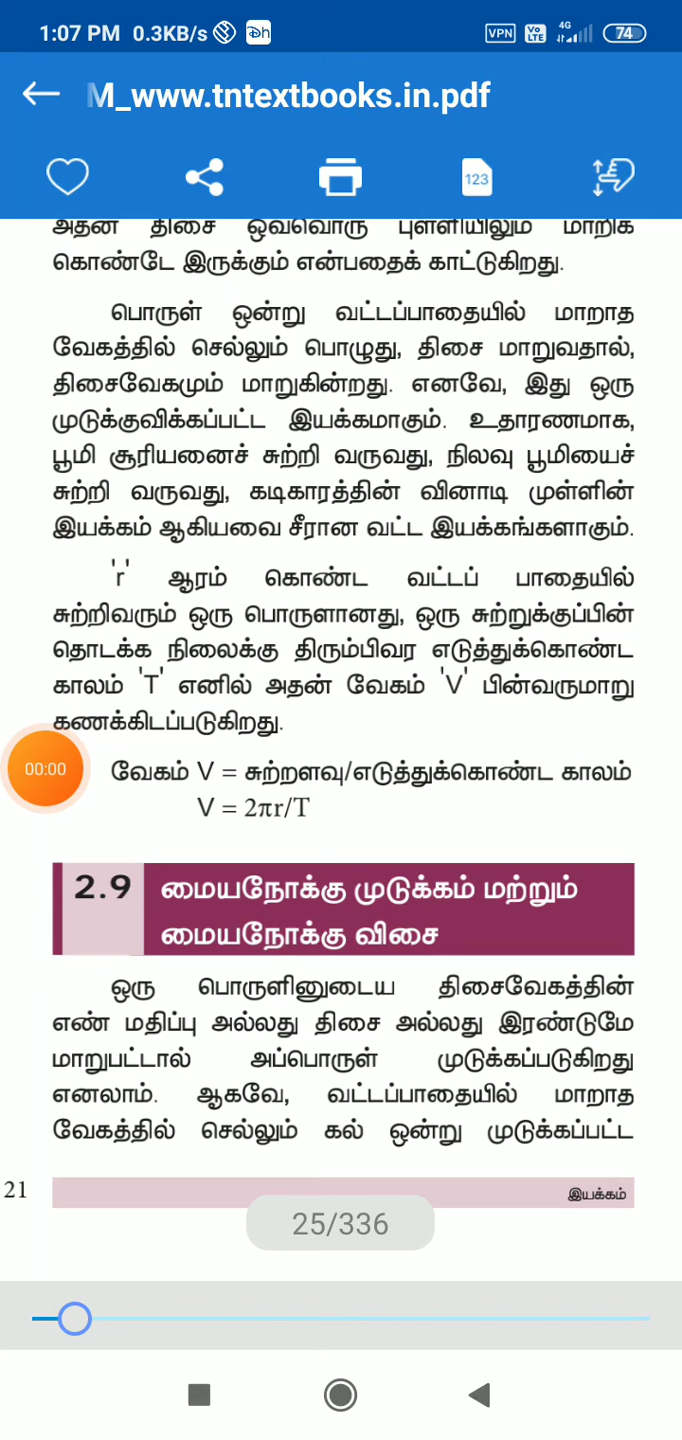 1:07 PM 0.3KB/s
VPN Vo LTE 4G 74
M_www.tntextbooks.in.pdf
123
அதன் திசை ஒவ்வொரு புள்ளியிலும் மாறிக்
கொண்டே இருக்கும் என்பதைக் காட்டுகிறது.
பொருள் ஒன்று வட்டப்பாதையில் மாறாத
வேகத்தில் செல்லும் பொழுது, திசை மாறுவதால்,
திசைவேகமும் மாறுகின்றது. எனவே, இது ஒரு
முடுக்குவிக்கப்பட்ட இயக்கமாகும். உதாரணமாக,
பூமி சூரியனைச் சுற்றி வருவது, நிலவு பூமியைச்
சுற்றி வருவது, கடிகாரத்தின் வினாடி முள்ளின்
இயக்கம் ஆகியவை சீரான வட்ட இயக்கங்களாகும்.
'r' ஆரம் கொண்ட வட்டப் பாதையில்
சுற்றிவரும் ஒரு பொருளானது, ஒரு சுற்றுக்குப்பின்
தொடக்க நிலைக்கு திரும்பிவர எடுத்துக்கொண்ட
காலம் 'T' எனில் அதன் வேகம் 'V' பின்வருமாறு
கணக்கிடப்படுகிறது.
00:00
வேகம் V = சுற்றளவு/எடுத்துக்கொண்ட காலம்
V = 2πr/T
2.9 மையநோக்கு முடுக்கம் மற்றும்
மையநோக்கு விசை
ஒரு பொருளினுடைய திசைவேகத்தின்
எண் மதிப்பு அல்லது திசை அல்லது இரண்டுமே
மாறுபட்டால் அப்பொருள் முடுக்கப்படுகிறது
எனலாம். ஆகவே, வட்டப்பாதையில் மாறாத
வேகத்தில் செல்லும் கல் ஒன்று முடுக்கப்பட்ட
21 இயக்கம்
25/336